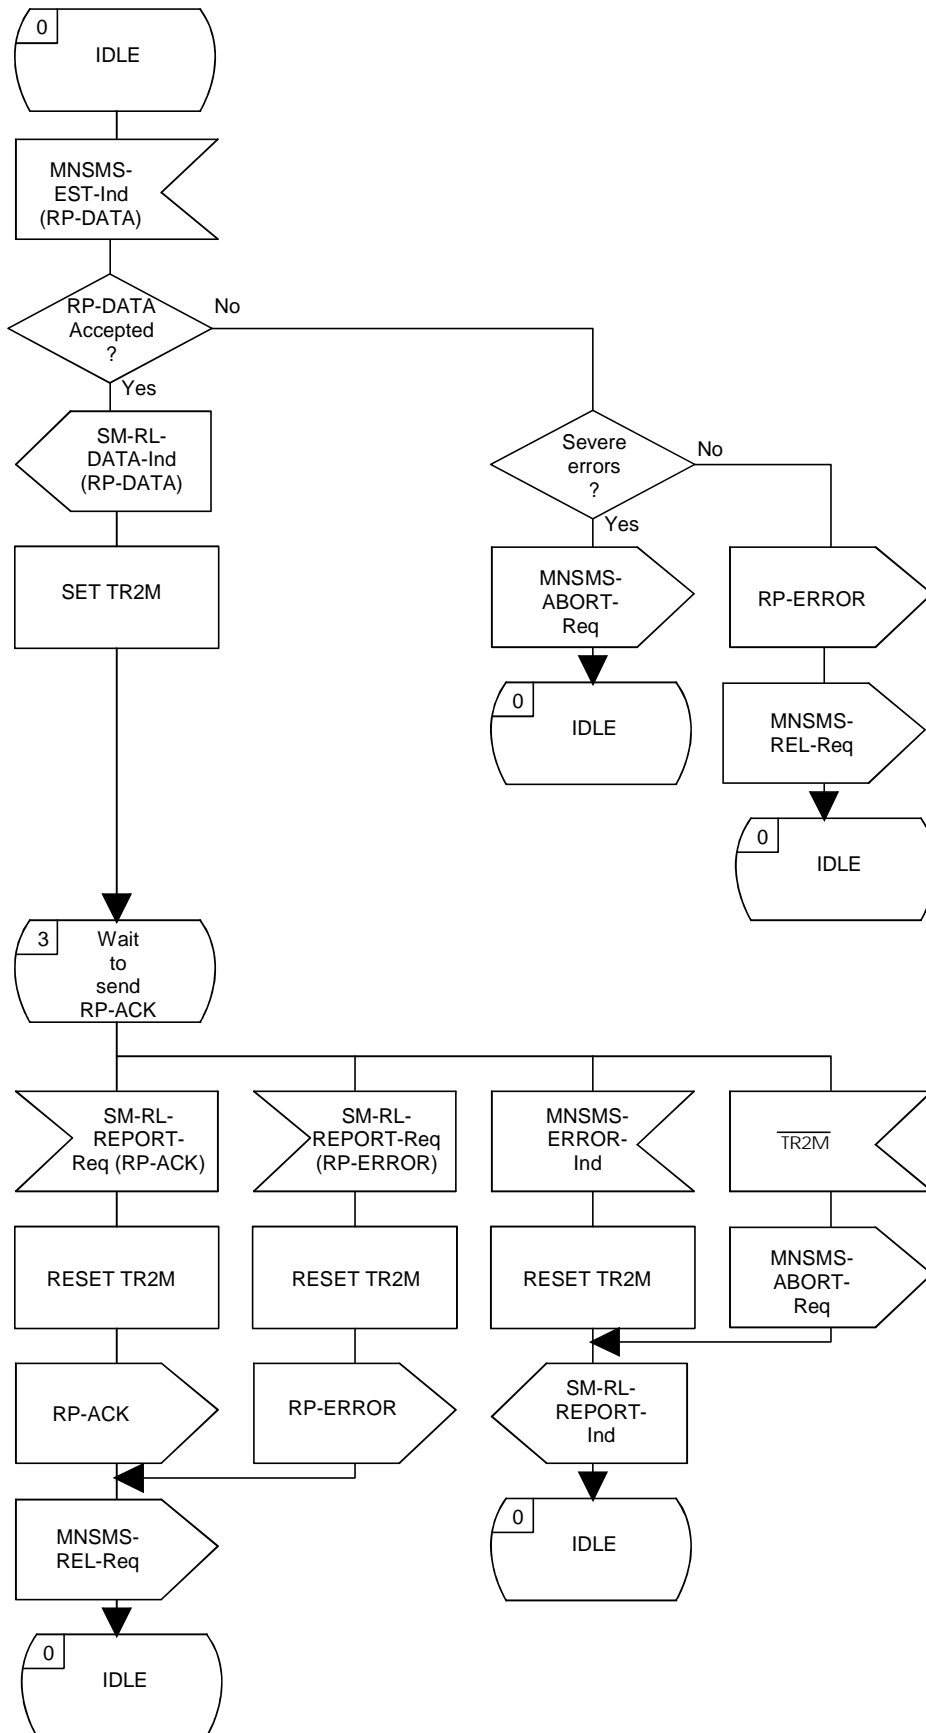 0
IDLE
MNSMS-
EST-Ind
(RP-DATA)
RP-DATA
Accepted
?
No
Yes
SM-RL-
DATA-Ind
(RP-DATA)
SET TR2M
Severe
errors
?
No
Yes
MNSMS-
ABORT-
Req
RP-ERROR
0
IDLE
MNSMS-
REL-Req
0
IDLE
3
Wait
to
send
RP-ACK
SM-RL-
REPORT-
Req (RP-ACK)
SM-RL-
REPORT-Req
(RP-ERROR)
MNSMS-
ERROR-
Ind
TR2M
RESET TR2M
RESET TR2M
RESET TR2M
MNSMS-
ABORT-
Req
RP-ACK
RP-ERROR
SM-RL-
REPORT-
Ind
MNSMS-
REL-Req
0
IDLE
0
IDLE